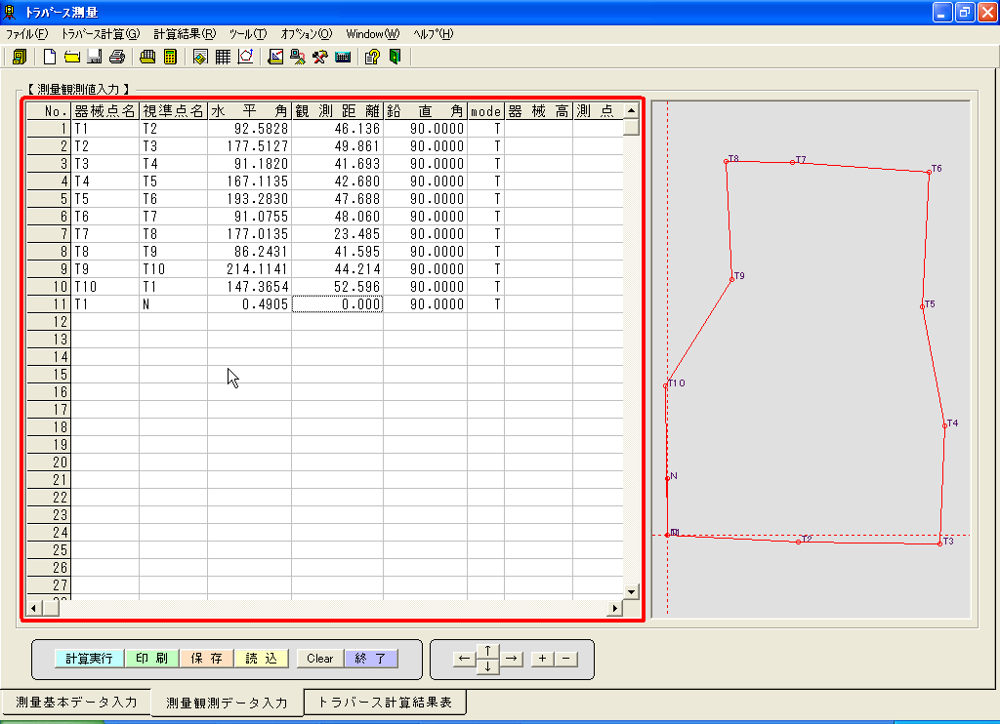 トラバース測量
ファイル(F) トラバース計算(G) 計算結果(R) ツール(T) オプション(O) Window(W) ヘルプ(H)
【 測量観測値入力 】
No. 器械点名 視準点名 水 平 角 観 測 距 離 鉛 直 角 mode 器 械 高 測 点
1 T1 T2 92.5828 46.136 90.0000 T
2 T2 T3 177.5127 49.861 90.0000 T
3 T3 T4 91.1820 41.693 90.0000 T
4 T4 T5 167.1135 42.680 90.0000 T
5 T5 T6 193.2830 47.688 90.0000 T
6 T6 T7 91.0755 48.060 90.0000 T
7 T7 T8 177.0135 23.485 90.0000 T
8 T8 T9 86.2431 41.595 90.0000 T
9 T9 T10 214.1141 44.214 90.0000 T
10 T10 T1 147.3654 52.596 90.0000 T
11 T1 N 0.4905 0.000 90.0000 T
12
13
14
15
16
17
18
19
20
21
22
23
24
25
26
27
T8 T7 T6
T9
T5
T10
T4
N
T2 T3
計算実行 印 刷 保 存 読 込 Clear 終 了 ← ↑ ↓ → + −
測量基本データ入力 測量観測データ入力 トラバース計算結果表